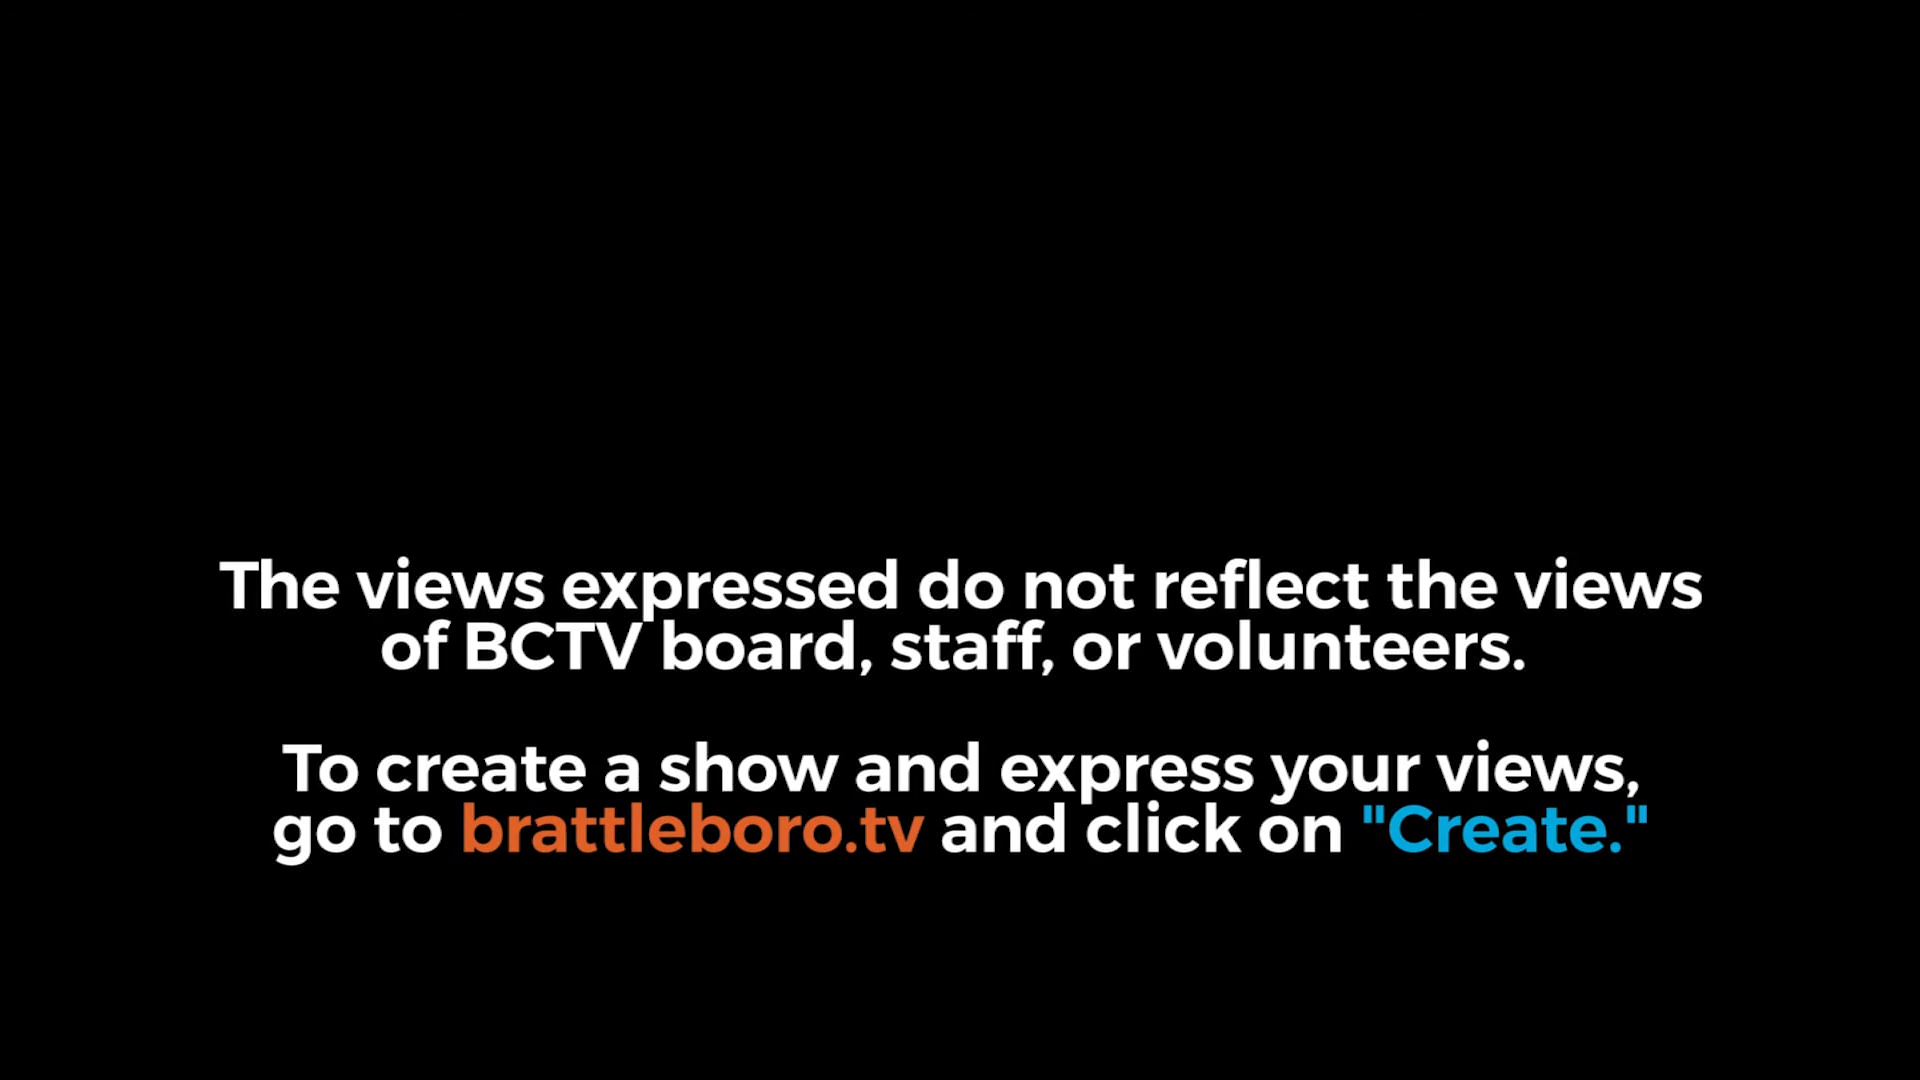 The views expressed do not reflect the views
of BCTV board, staff, or volunteers.
To create a show and express your views,
go to brattleboro.tv and click on "Create."